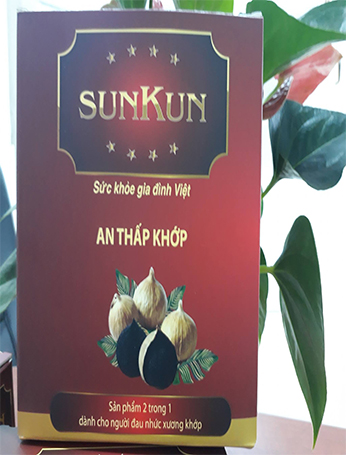 SUNKUN
Sức khỏe gia đình Việt
AN THẤP KHỚP
Sản phẩm 2 trong 1
dành cho người đau nhức xương khớp